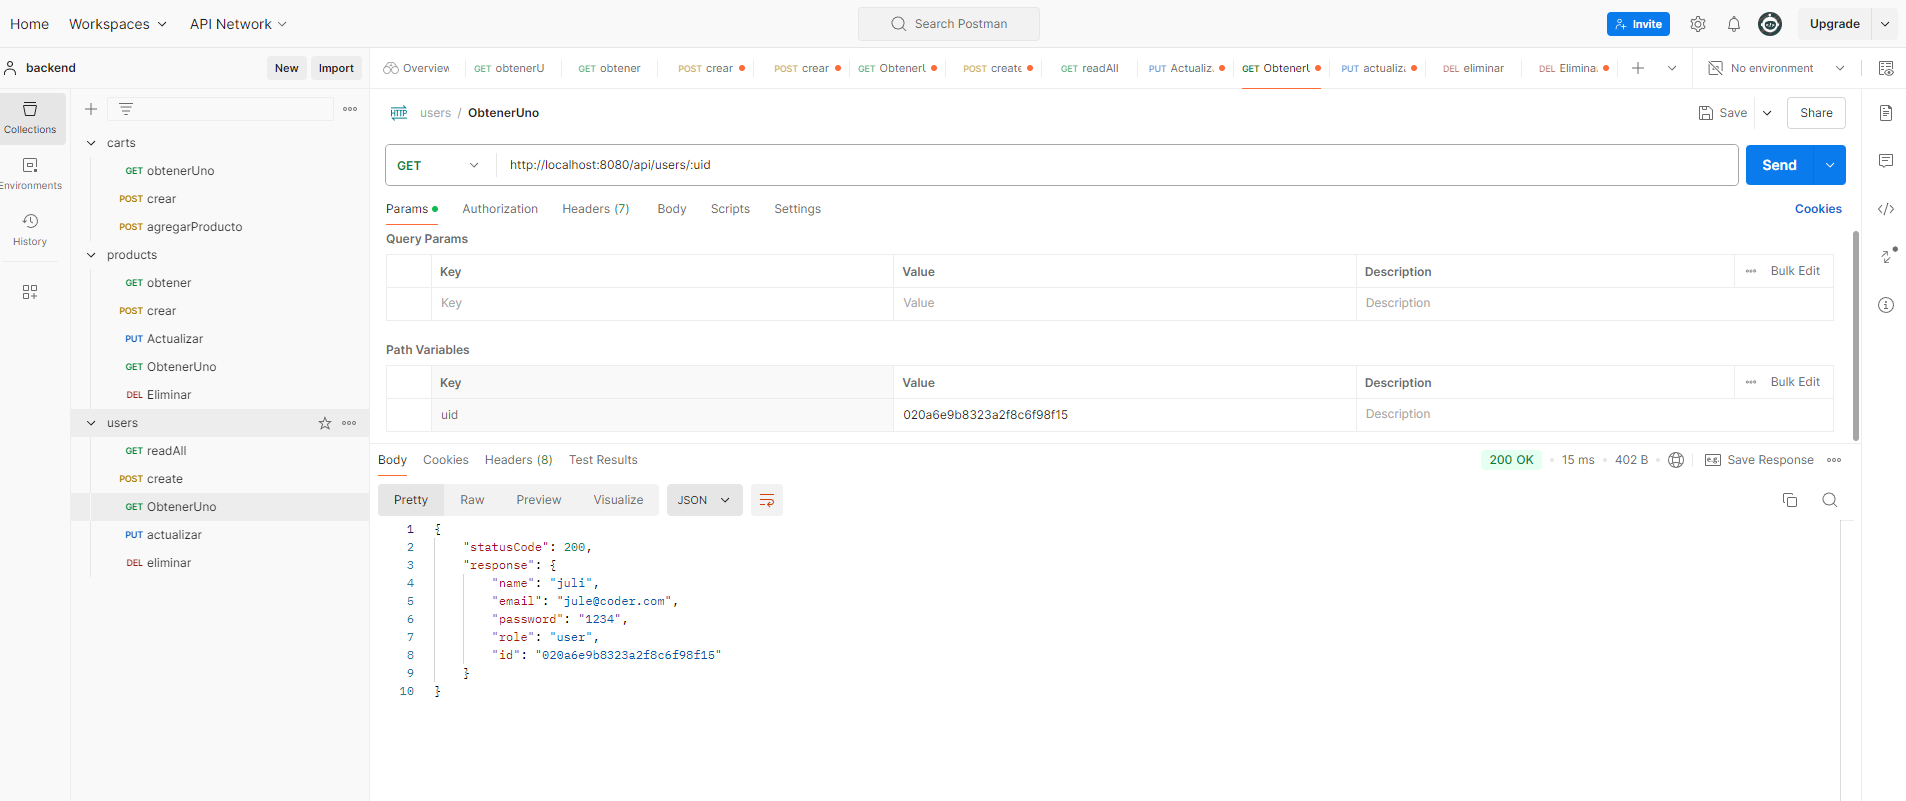 Home Workspaces API Network Search Postman Invite Upgrade
backend New Import Overview GET obtenerU GET obtener POST crear POST crear GET ObtenerU POST create GET readAll PUT Actualiz GET ObtenerU PUT actualiz DEL eliminar DEL Elimina No environment
Collections
Environments
History
carts
GET obtenerUno
POST crear
POST agregarProducto
products
GET obtener
POST crear
PUT Actualizar
GET ObtenerUno
DEL Eliminar
users
GET readAll
POST create
GET ObtenerUno
PUT actualizar
DEL eliminar
HTTP users / ObtenerUno Save Share
GET http://localhost:8080/api/users/:uid Send
Params Authorization Headers (7) Body Scripts Settings Cookies
Query Params
Key Value Description Bulk Edit
Key Value Description
Path Variables
Key Value Description Bulk Edit
uid 020a6e9b8323a2f8c6f98f15 Description
Body Cookies Headers (8) Test Results 200 OK 15 ms 402 B e.g. Save Response
Pretty Raw Preview Visualize JSON
1 {
2 "statusCode": 200,
3 "response": {
4 "name": "juli",
5 "email": "jule@coder.com",
6 "password": "1234",
7 "role": "user",
8 "id": "020a6e9b8323a2f8c6f98f15"
9 }
10 }